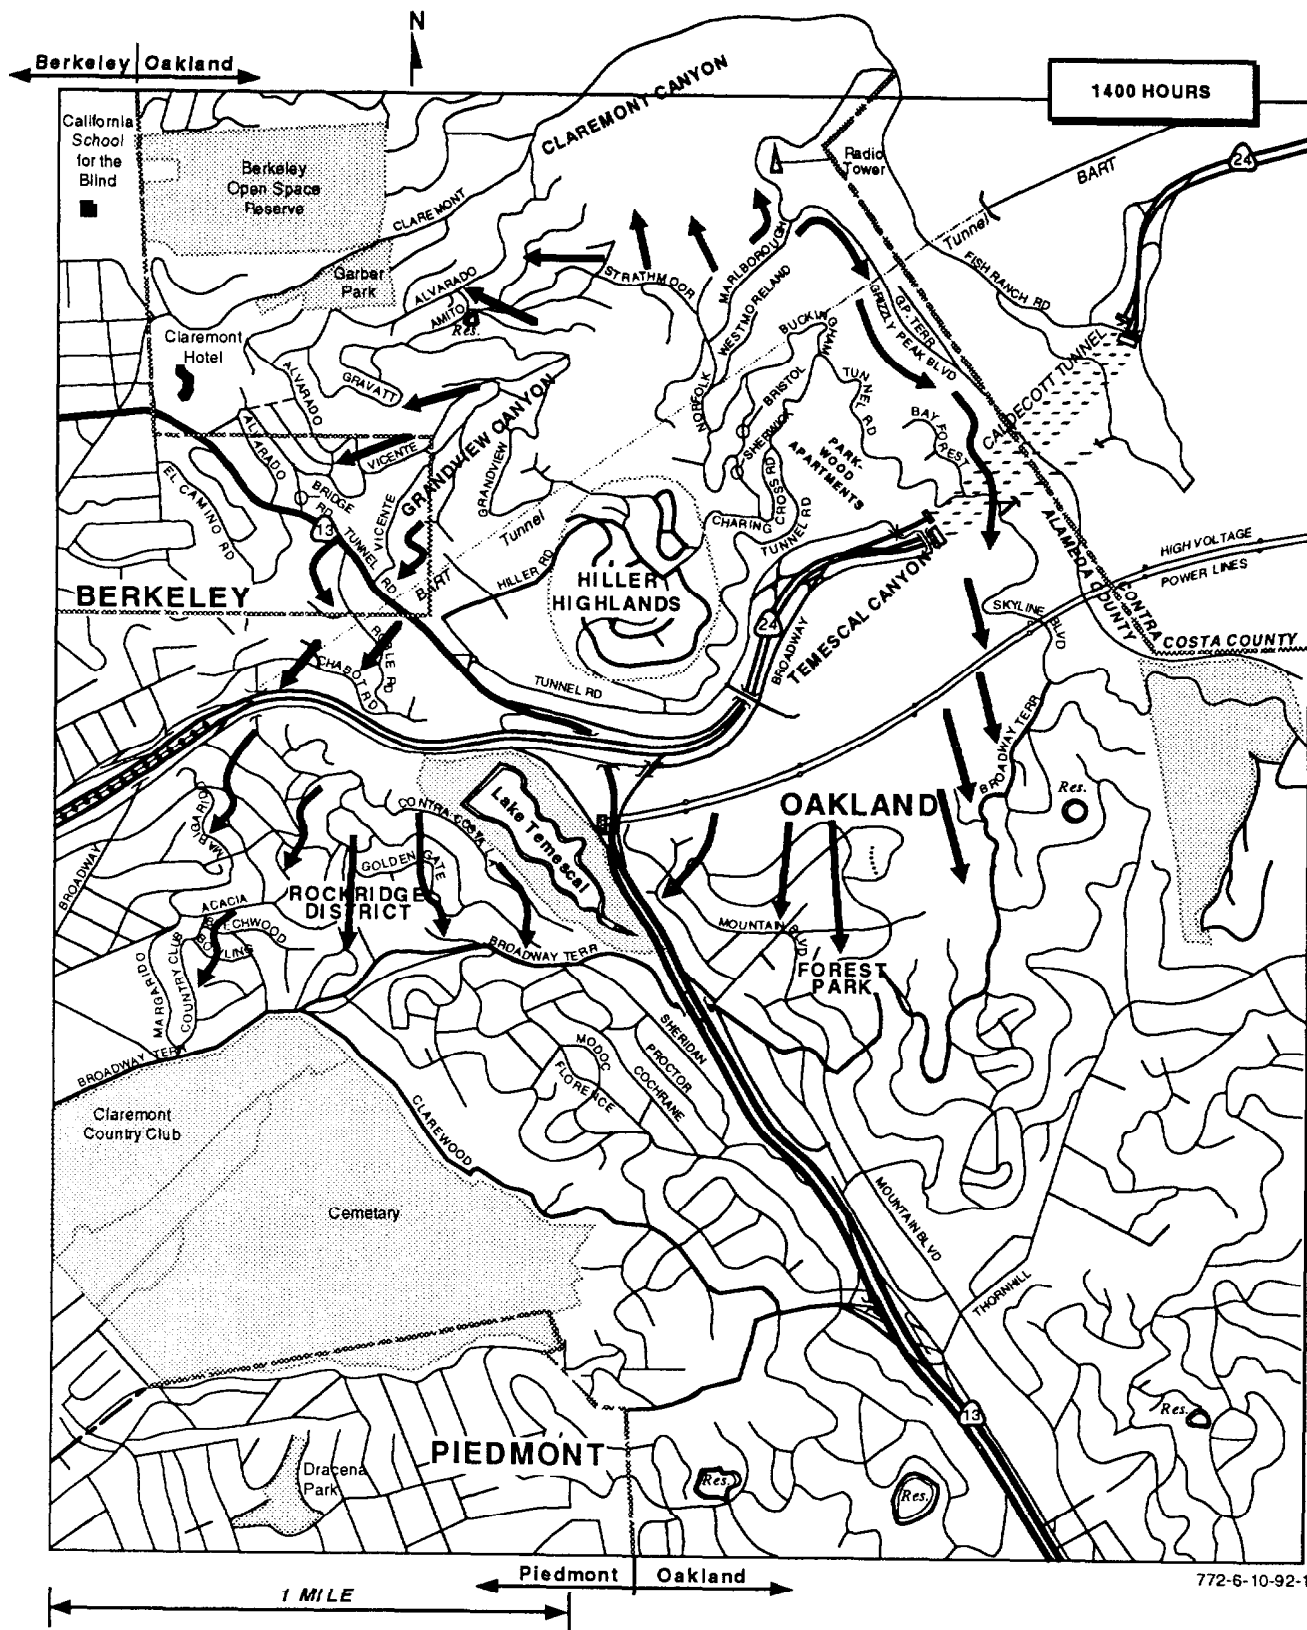 N
Berkeley Oakland
1400 HOURS
California
School
for the
Blind
Berkeley
Open Space
Reserve
CLAREMONT CANYON
CLAREMONT
Radio
Tower
BART
24
Tunnel
FISH RANCH RD
Garber
Park
ALVARADO
AMITO
Res.
STRATHMOOR
MARLBOROUGH
WESTMORELAND
G.P. TERR
GRIZZLY PEAK BLVD
Claremont
Hotel
ALVARADO
GRAVATT
BUCKINGHAM
NORFOLK
BRISTOL
SHERWICK
TUNNEL RD
BAY
FOREST
CALDECOTT TUNNEL
ALVARADO
VICENTE
GRANDVIEW CANYON
GRANDVIEW
PARK-
WOOD
APARTMENTS
EL CAMINO RD
BRIDGE
RD
13
TUNNEL RD
VICENTE
Tunnel
BART
CHARING CROSS RD
TUNNEL RD
HILLER RD
HILLER
HIGHLANDS
24
BROADWAY
TEMESCAL CANYON
ALAMEDA COUNTY
CONTRA
COSTA COUNTY
HIGH VOLTAGE
POWER LINES
BERKELEY
SKYLINE BLVD
ROBLE RD
CHABOT RD
TUNNEL RD
BROADWAY TERR
Res.
OAKLAND
Lake Temescal
CONTRA COSTA
MARGARIDO
GOLDEN GATE
ROCKRIDGE
DISTRICT
BROADWAY
ACACIA
BEECHWOOD
BOWLING
COUNTRY CLUB
MARGARIDO
BROADWAY TERR
MOUNTAIN BLVD
FOREST
PARK
BROADWAY TERR
SHERIDAN
PROCTOR
COCHRANE
MODOC
FLORENCE
CLAREWOOD
Claremont
Country Club
Cemetary
MOUNTAIN BLVD
THORNHILL
13
Res.
PIEDMONT
Dracena
Park
Res.
Res.
Piedmont Oakland
1 MILE
772-6-10-92-1